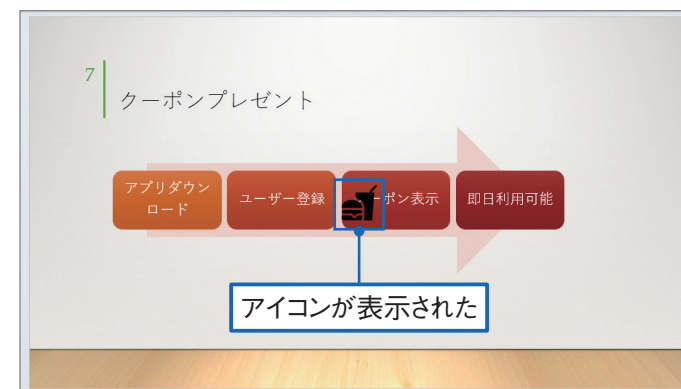 7
クーポンプレゼント
アプリダウン
ロード
ユーザー登録
ポン表示
即日利用可能
アイコンが表示された